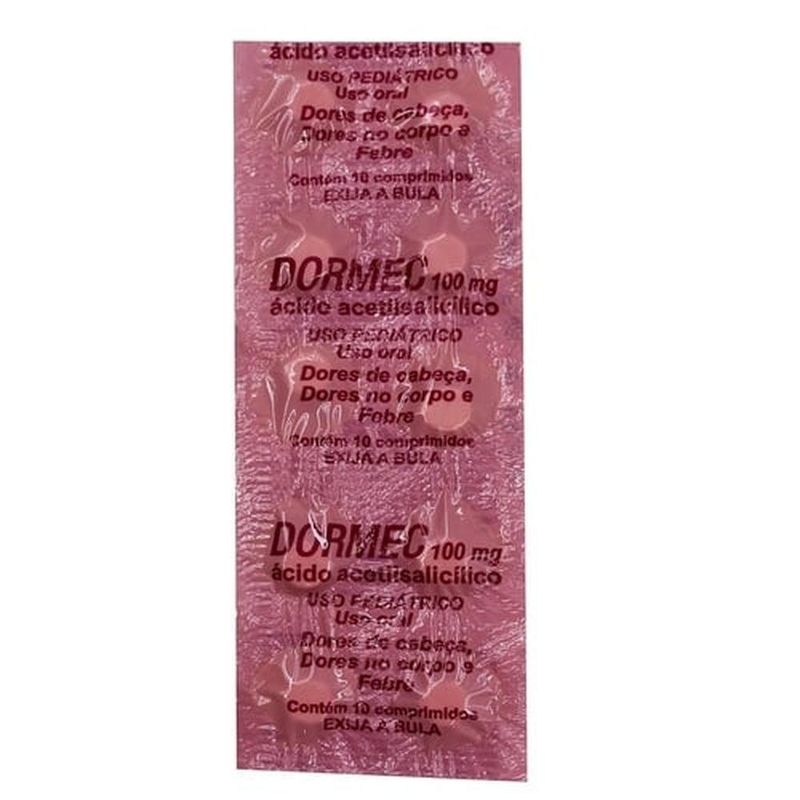 ácido acetilsalicílico
USO PEDIÁTRICO
Uso oral
Dores de cabeça,
Dores no corpo e
Febre
Contém 10 comprimidos
EXIJA A BULA
DORMEC 100 mg
ácido acetilsalicílico
USO PEDIÁTRICO
Uso oral
Dores de cabeça,
Dores no corpo e
Febre
Contém 10 comprimidos
EXIJA A BULA
DORMEC 100 mg
ácido acetilsalicílico
USO PEDIÁTRICO
Uso oral
Dores de cabeça,
Dores no corpo e
Febre
Contém 10 comprimidos
EXIJA A BULA